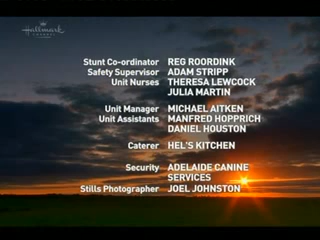 Hallmark
CHANNEL
Stunt Co-ordinator REG ROORDINK
Safety Supervisor ADAM STRIPP
Unit Nurses THERESA LEWCOCK
JULIA MARTIN
Unit Manager MICHAEL AITKEN
Unit Assistants MANFRED HOPPRICH
DANIEL HOUSTON
Caterer HEL'S KITCHEN
Security ADELAIDE CANINE
SERVICES
Stills Photographer JOEL JOHNSTON